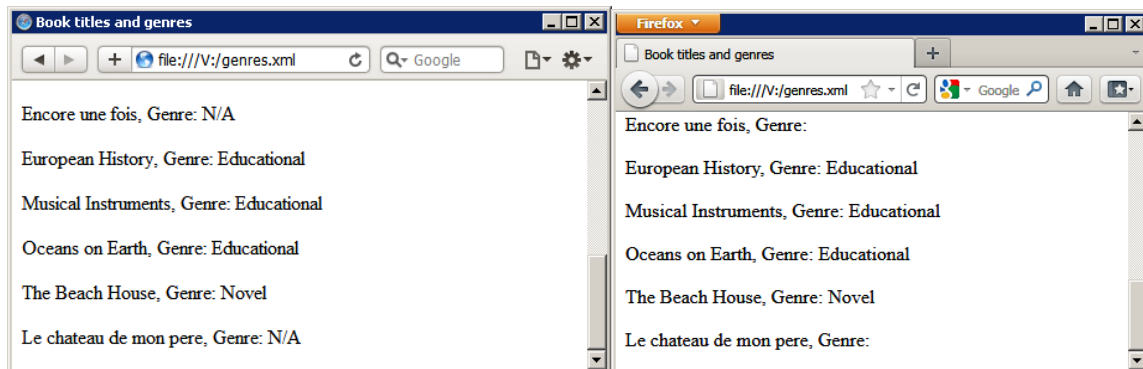 Book titles and genres
file:///V:/genres.xml
Google
Encore une fois, Genre: N/A
European History, Genre: Educational
Musical Instruments, Genre: Educational
Oceans on Earth, Genre: Educational
The Beach House, Genre: Novel
Le chateau de mon pere, Genre: N/A
Firefox
Book titles and genres
file:///V:/genres.xml
Google
Encore une fois, Genre:
European History, Genre: Educational
Musical Instruments, Genre: Educational
Oceans on Earth, Genre: Educational
The Beach House, Genre: Novel
Le chateau de mon pere, Genre: